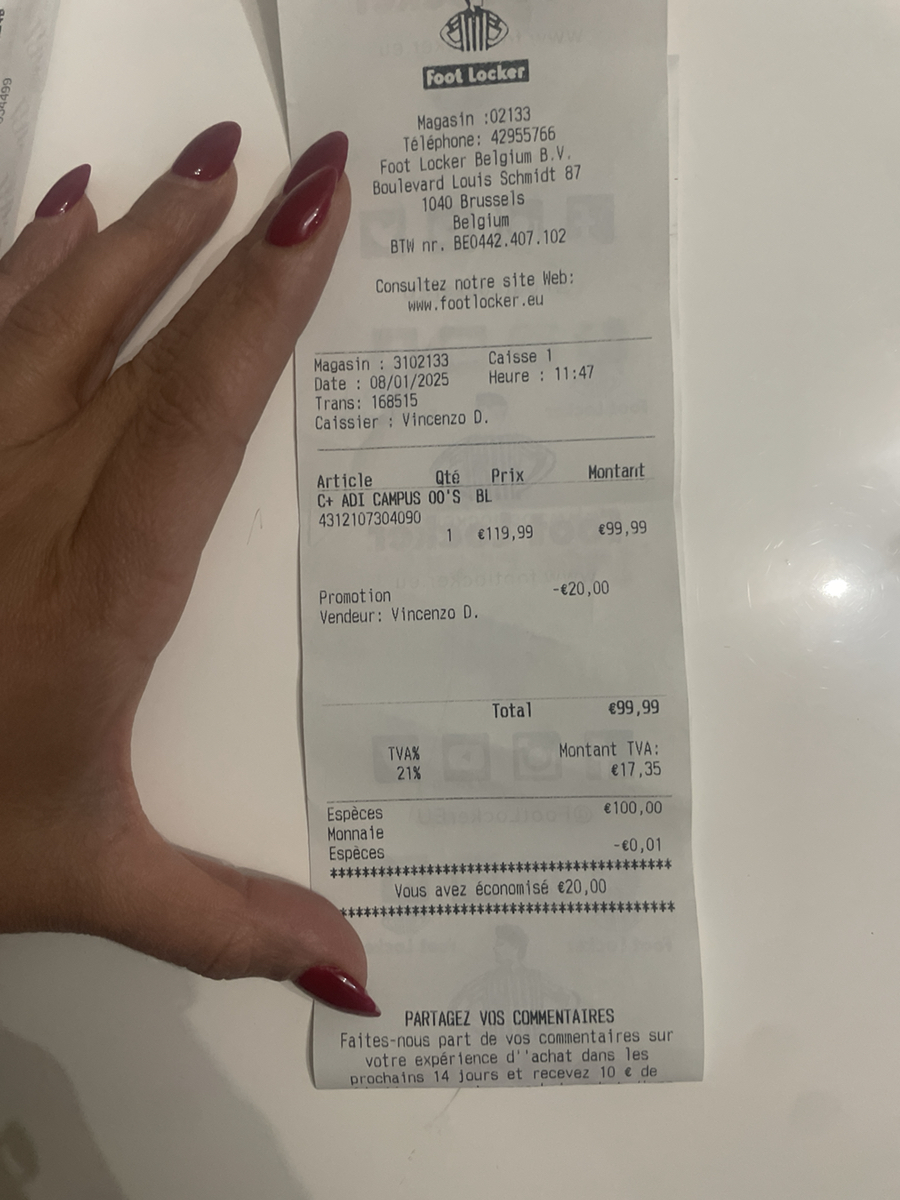 Foot Locker
Magasin :02133
Téléphone: 42955766
Foot Locker Belgium B.V.
Boulevard Louis Schmidt 87
1040 Brussels
Belgium
BTW nr. BE0442.407.102
Consultez notre site Web:
www.footlocker.eu
Magasin : 3102133 Caisse 1
Date : 08/01/2025 Heure : 11:47
Trans: 168515
Caissier : Vincenzo D.
Article Qté Prix Montant
C+ ADI CAMPUS 00'S BL
4312107304090
1 €119,99 €99,99
Promotion -€20,00
Vendeur: Vincenzo D.
Total €99,99
TVA% Montant TVA:
21% €17,35
Espèces €100,00
Monnaie
Espèces -€0,01
****************************************
Vous avez économisé €20,00
****************************************
PARTAGEZ VOS COMMENTAIRES
Faites-nous part de vos commentaires sur
votre expérience d''achat dans les
prochains 14 jours et recevez 10 € de